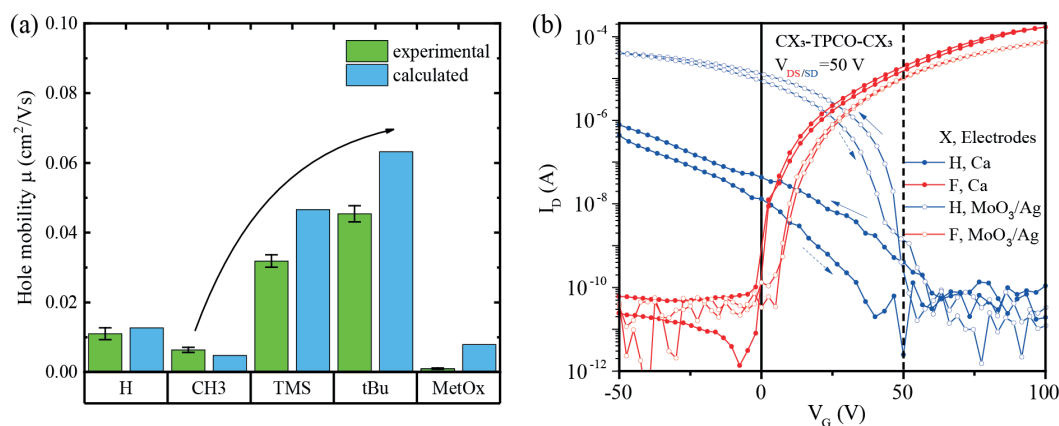 (a)
Hole mobility μ (cm²/Vs)
0.10
0.08
0.06
0.04
0.02
0.00
experimental
calculated
H CH3 TMS tBu MetOx
(b)
I_D (A)
10⁻⁴
10⁻⁶
10⁻⁸
10⁻¹⁰
10⁻¹²
CX₃-TPCO-CX₃
V_DS/SD=50 V
X, Electrodes
H, Ca
F, Ca
H, MoO₃/Ag
F, MoO₃/Ag
-50 0 50 100
V_G (V)